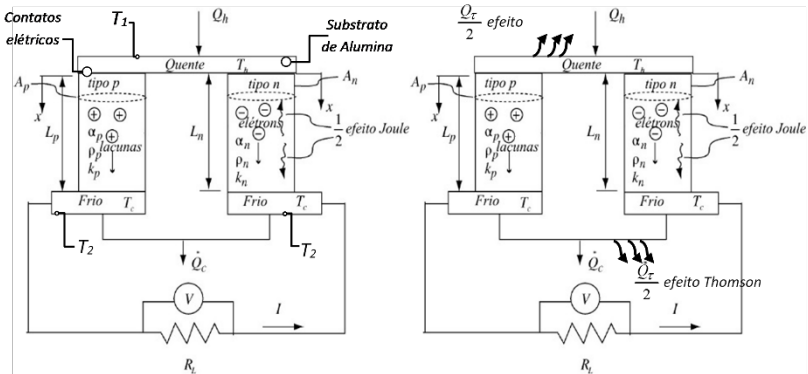 Contatos
elétricos
T1
Qh
Substrato
de Alumina
Quente
Th
Ap
tipo p
tipo n
An
x
x
Lp
Ln
elétrons
αp
lacunas
ρp
kp
αn
ρn
kn
1/2 efeito Joule
Frio
Tc
Frio
Tc
T2
T2
Q̇c
V
I
RL
Qτ/2 efeito
Qh
Quente
Th
Ap
tipo p
tipo n
An
x
x
Lp
Ln
elétrons
αp
lacunas
ρp
kp
αn
ρn
kn
1/2 efeito Joule
Frio
Tc
Frio
Tc
Q̇c
Qτ/2 efeito Thomson
V
I
RL